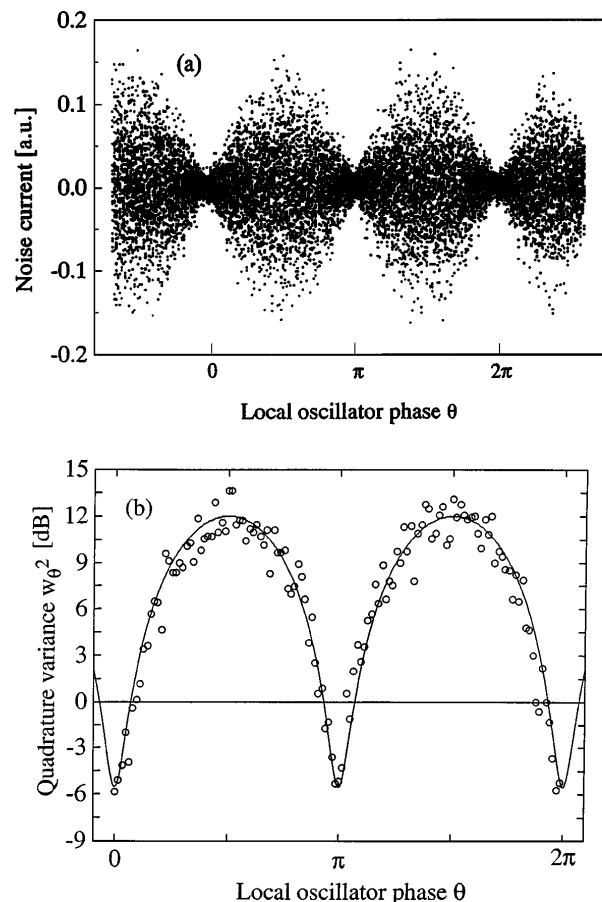 0.2
(a)
0.1
0.0
-0.1
-0.2
Noise current [a.u.]
0 π 2π
Local oscillator phase θ
15
(b)
12
9
6
3
0
-3
-6
-9
Quadrature variance wθ² [dB]
0 π 2π
Local oscillator phase θ